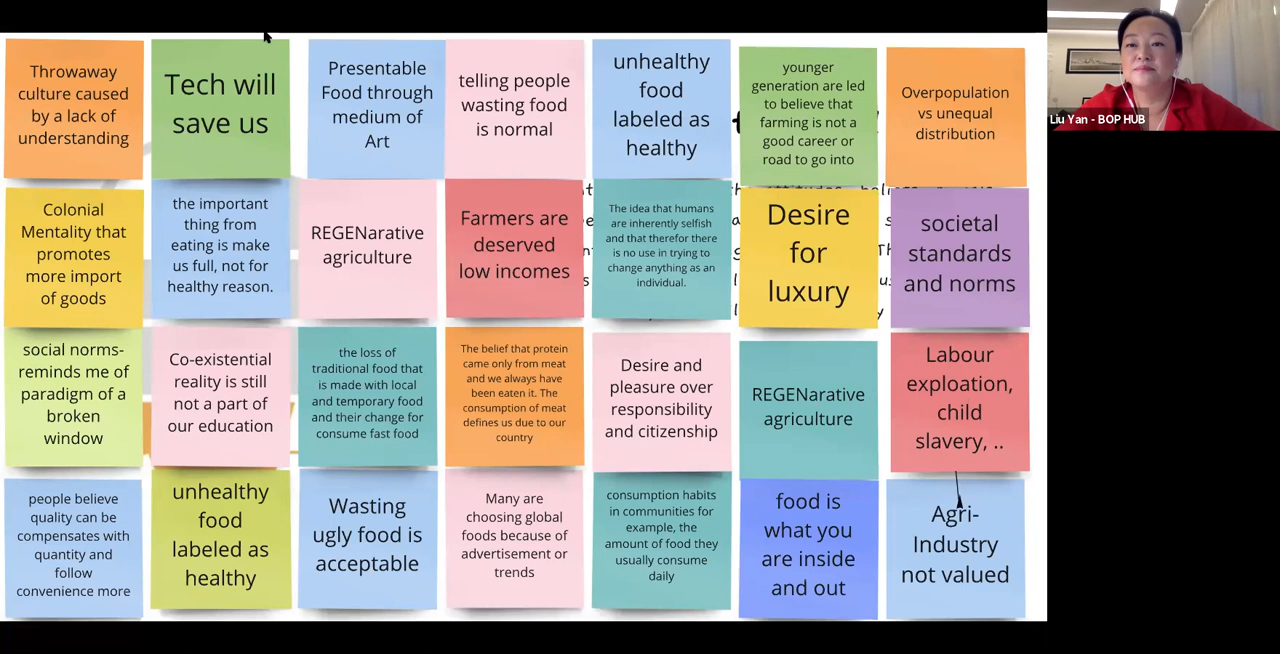 Throwaway
culture caused
by a lack of
understanding
Tech will
save us
Presentable
Food through
medium of
Art
telling people
wasting food
is normal
unhealthy
food
labeled as
healthy
younger
generation are led
to believe that
farming is not a
good career or
road to go into
Overpopulation
vs unequal
distribution
Liu Yan - BOP HUB
Colonial
Mentality that
promotes
more import
of goods
the important
thing from
eating is make
us full, not for
healthy reason.
REGENarative
agriculture
Farmers are
deserved
low incomes
The idea that humans
are inherently selfish
and that therefor there
is no use in trying to
change anything as an
individual.
Desire
for
luxury
societal
standards
and norms
social norms-
reminds me of
paradigm of a
broken
window
Co-existential
reality is still
not a part of
our education
the loss of
traditional food that
is made with local
and temporary food
and their change for
consume fast food
The belief that protein
came only from meat
and we always have
been eaten it. The
consumption of meat
defines us due to our
country
Desire and
pleasure over
responsibility
and citizenship
REGENarative
agriculture
Labour
exploation,
child
slavery, ..
people believe
quality can be
compensates with
quantity and
follow
convenience more
unhealthy
food
labeled as
healthy
Wasting
ugly food is
acceptable
Many are
choosing global
foods because of
advertisement or
trends
consumption habits
in communities for
example, the
amount of food they
usually consume
daily
food is
what you
are inside
and out
Agri-
Industry
not valued